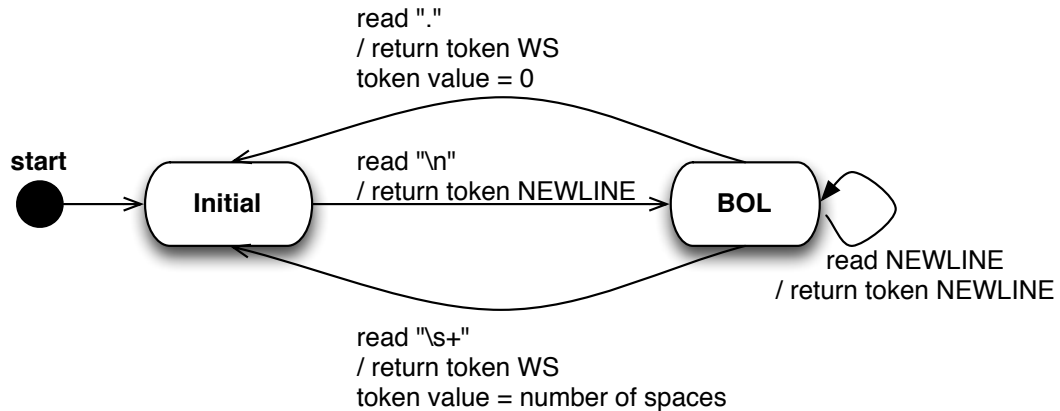 read "."
/ return token WS
token value = 0
start
Initial
read "\n"
/ return token NEWLINE
BOL
read NEWLINE
/ return token NEWLINE
read "\s+"
/ return token WS
token value = number of spaces